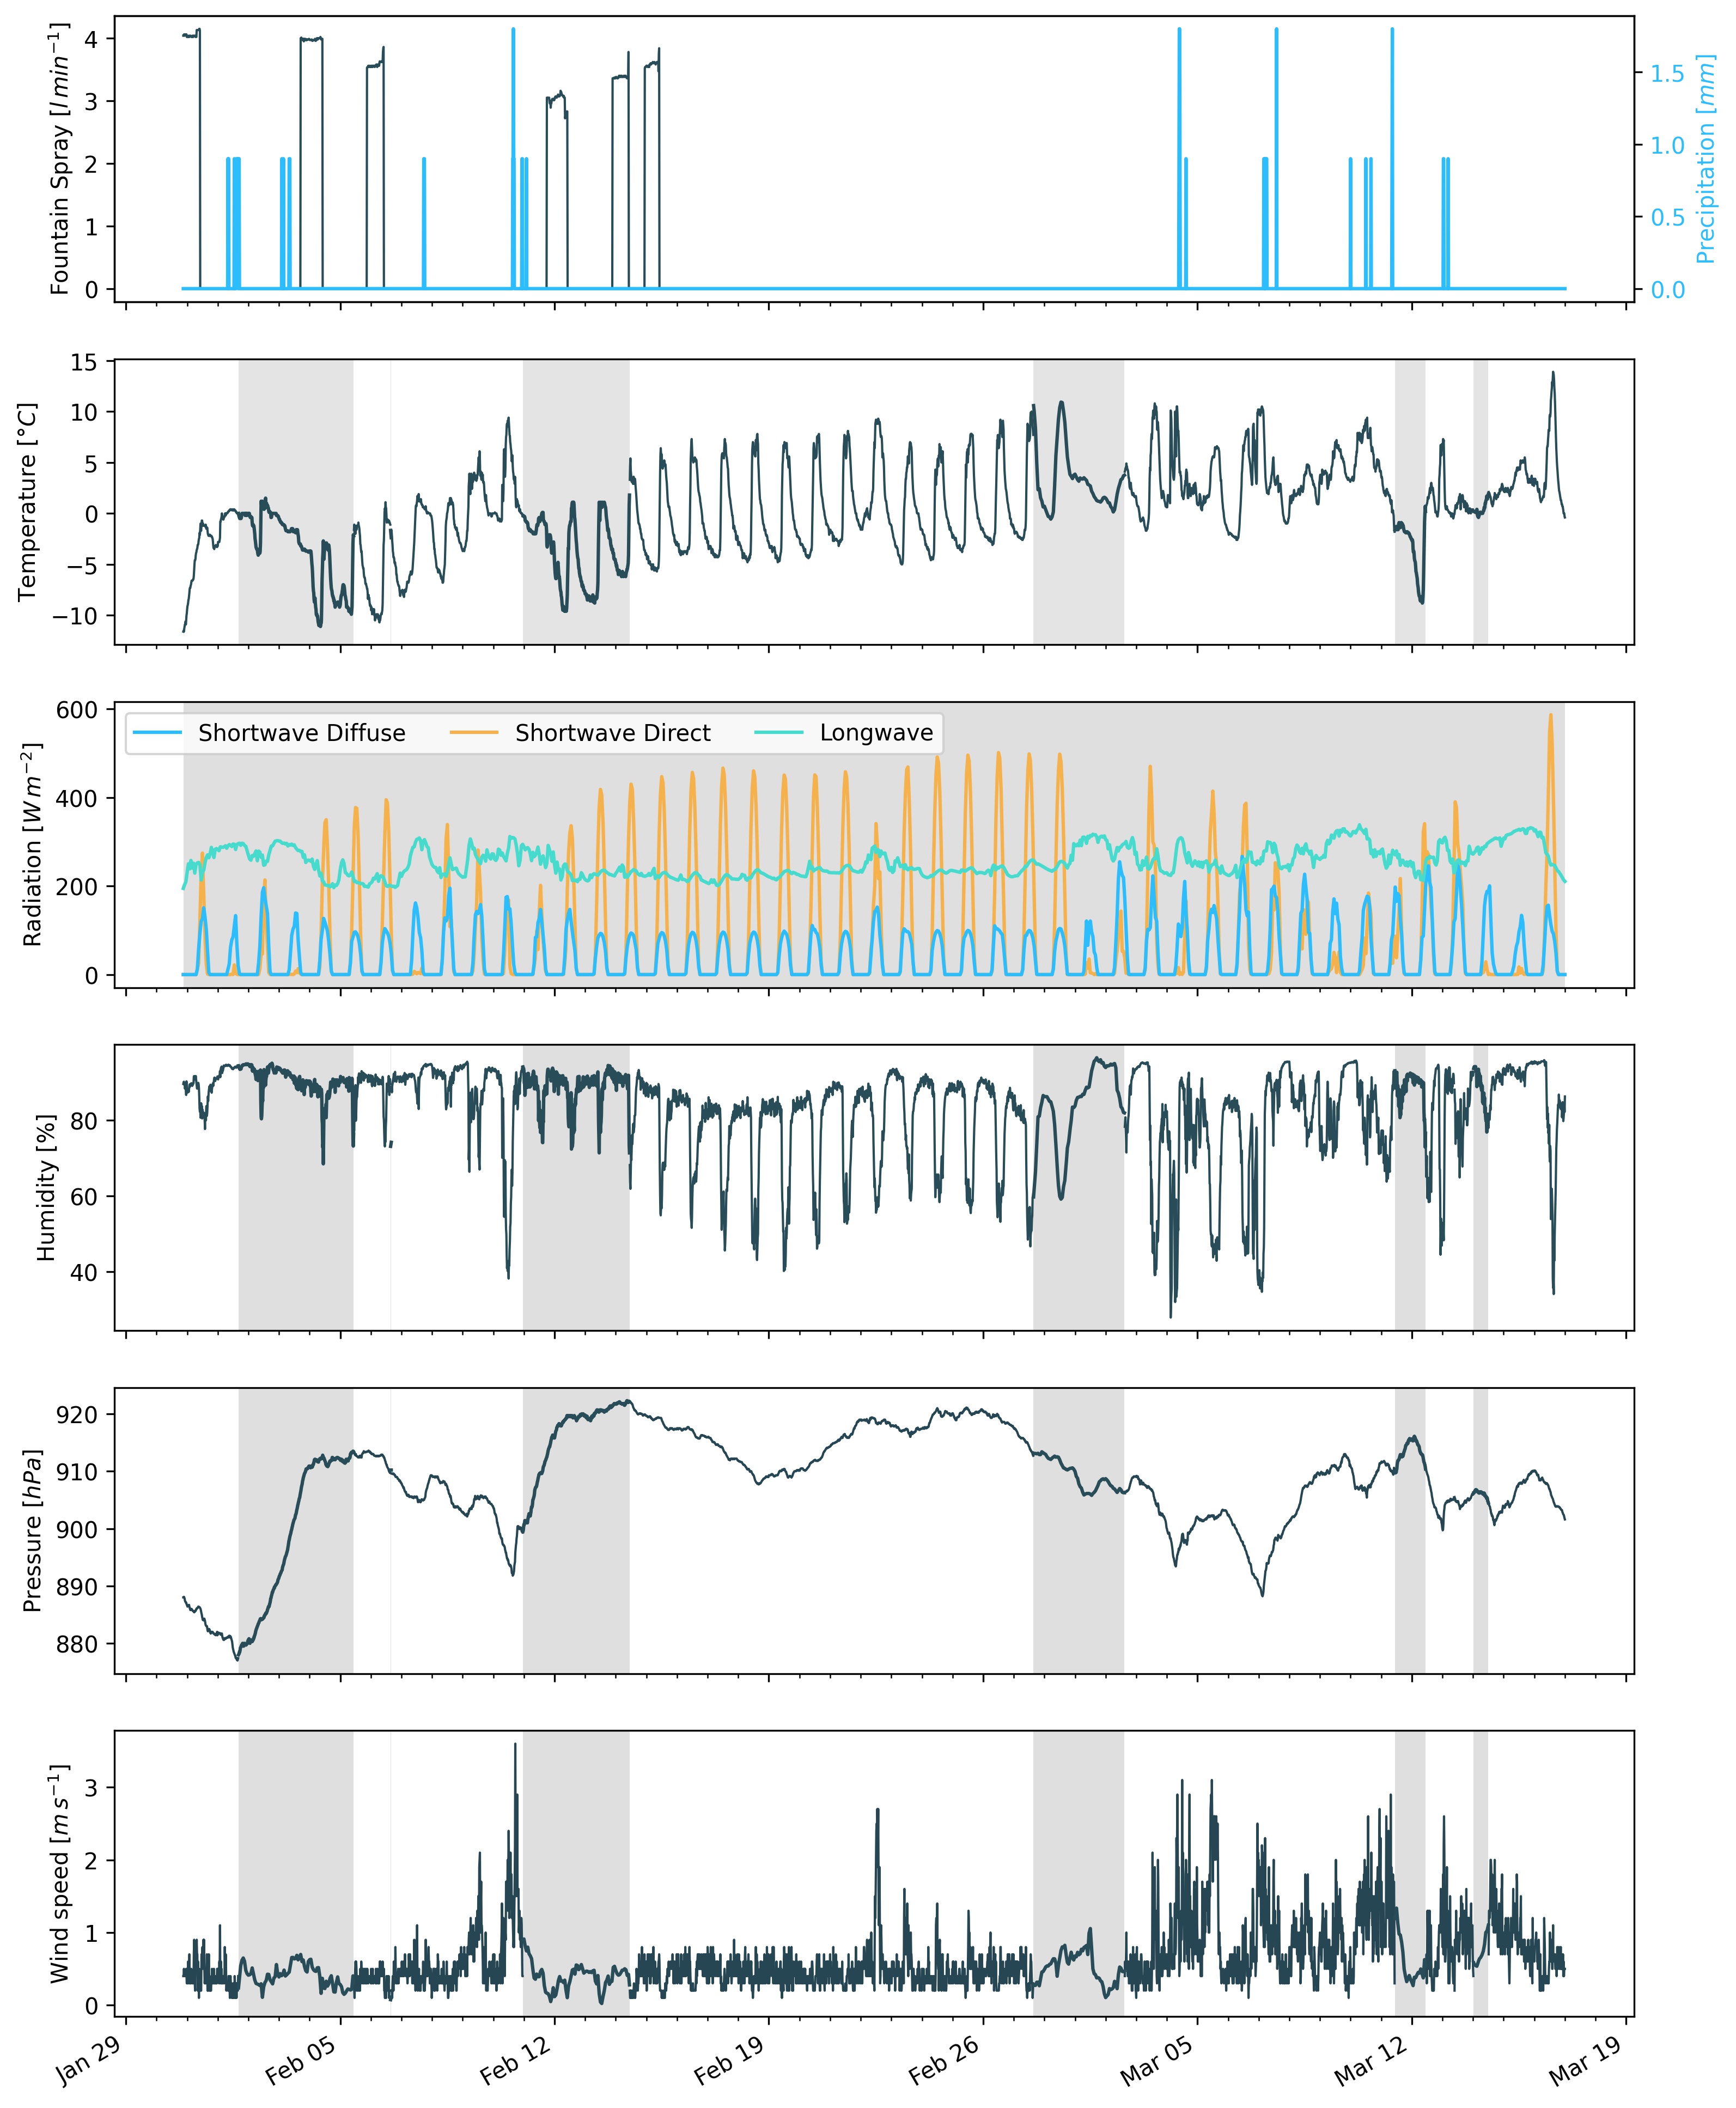 Fountain Spray [l min⁻¹]
4
3
2
1
0
1.5
1.0
0.5
0.0
Precipitation [mm]
Temperature [°C]
15
10
5
0
−5
−10
Radiation [W m⁻²]
600
400
200
0
Shortwave Diffuse
Shortwave Direct
Longwave
Humidity [%]
80
60
40
Pressure [hPa]
920
910
900
890
880
Wind speed [m s⁻¹]
3
2
1
0
Jan 29
Feb 05
Feb 12
Feb 19
Feb 26
Mar 05
Mar 12
Mar 19